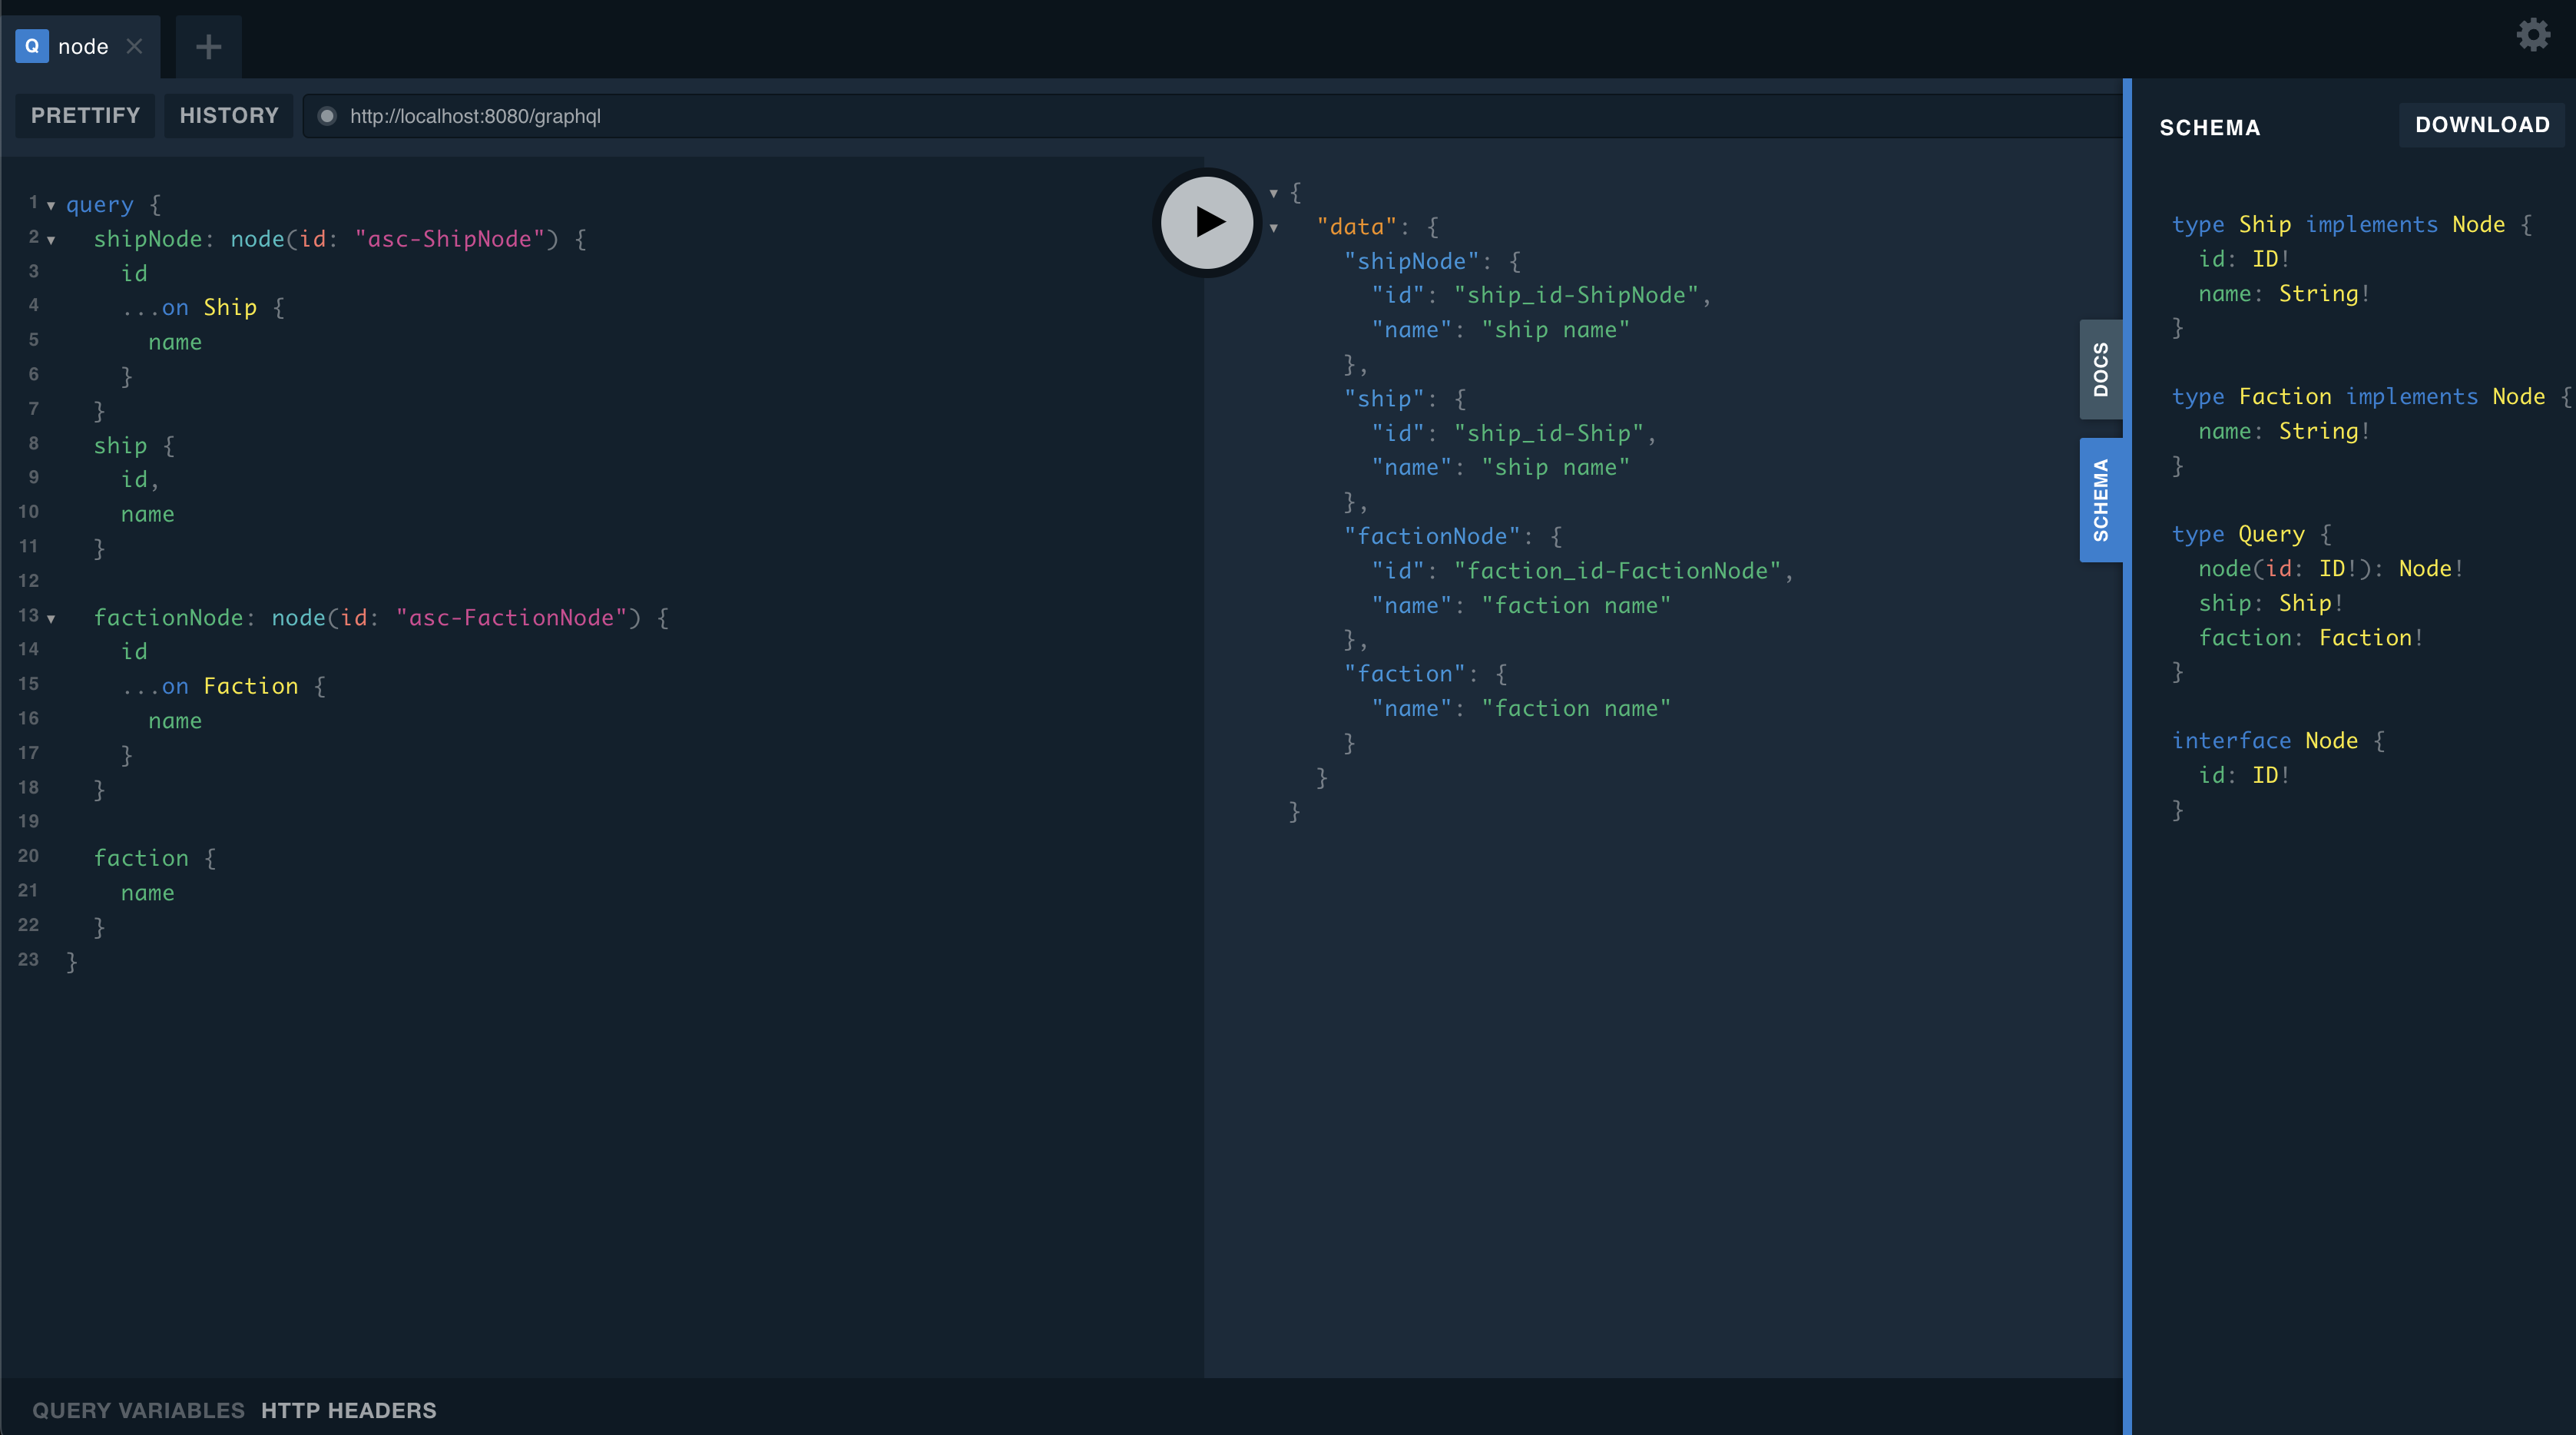 Q node
PRETTIFY HISTORY http://localhost:8080/graphql
1 query {
2 shipNode: node(id: "asc-ShipNode") {
3 id
4 ...on Ship {
5 name
6 }
7 }
8 ship {
9 id,
10 name
11 }
12
13 factionNode: node(id: "asc-FactionNode") {
14 id
15 ...on Faction {
16 name
17 }
18 }
19
20 faction {
21 name
22 }
23 }
{
"data": {
"shipNode": {
"id": "ship_id-ShipNode",
"name": "ship name"
},
"ship": {
"id": "ship_id-Ship",
"name": "ship name"
},
"factionNode": {
"id": "faction_id-FactionNode",
"name": "faction name"
},
"faction": {
"name": "faction name"
}
}
}
DOCS
SCHEMA
SCHEMA DOWNLOAD
type Ship implements Node {
id: ID!
name: String!
}
type Faction implements Node {
name: String!
}
type Query {
node(id: ID!): Node!
ship: Ship!
faction: Faction!
}
interface Node {
id: ID!
}
QUERY VARIABLES HTTP HEADERS